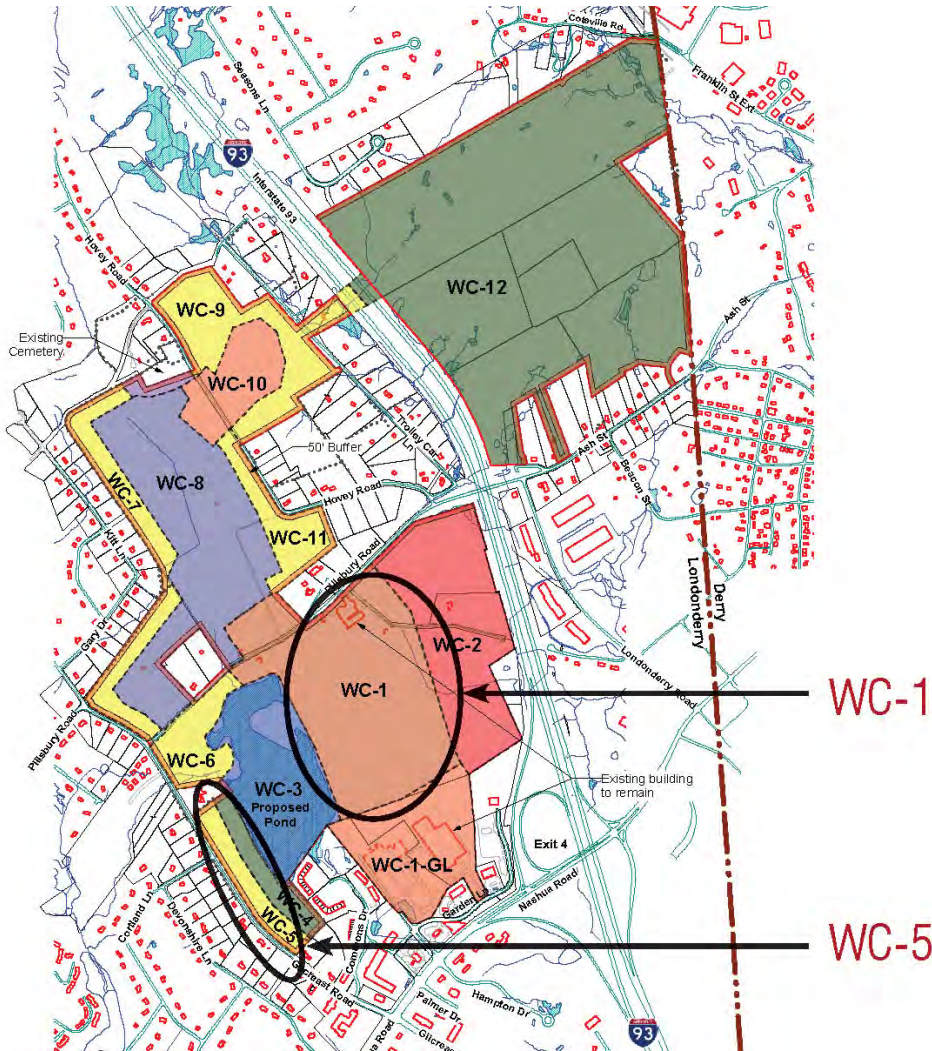 Coteville Rd
Franklin St Ext
Seasons Ln
INTERSTATE
93
Interstate 93
Hovey Road
WC-12
WC-9
Ash St
Existing
Cemetery
WC-10
Trolley Car
Ln
50' Buffer
Ash St
WC-8
Beacon St
WC-7
Hovey Road
WC-11
Kitt Ln
Pillsbury Road
Derry
Londonderry
Gary Dr
WC-2
Londonderry Road
WC-1
WC-1
Pillsbury Road
WC-6
Existing building
to remain
WC-3
Proposed
Pond
Exit 4
WC-1-GL
Nashua Road
Garden Ln
WC-4
Cortland Ln
Devonshire Ln
WC-5
Commons Dr
WC-5
Gilcreast Road
Hampton Dr
Palmer Dr
93